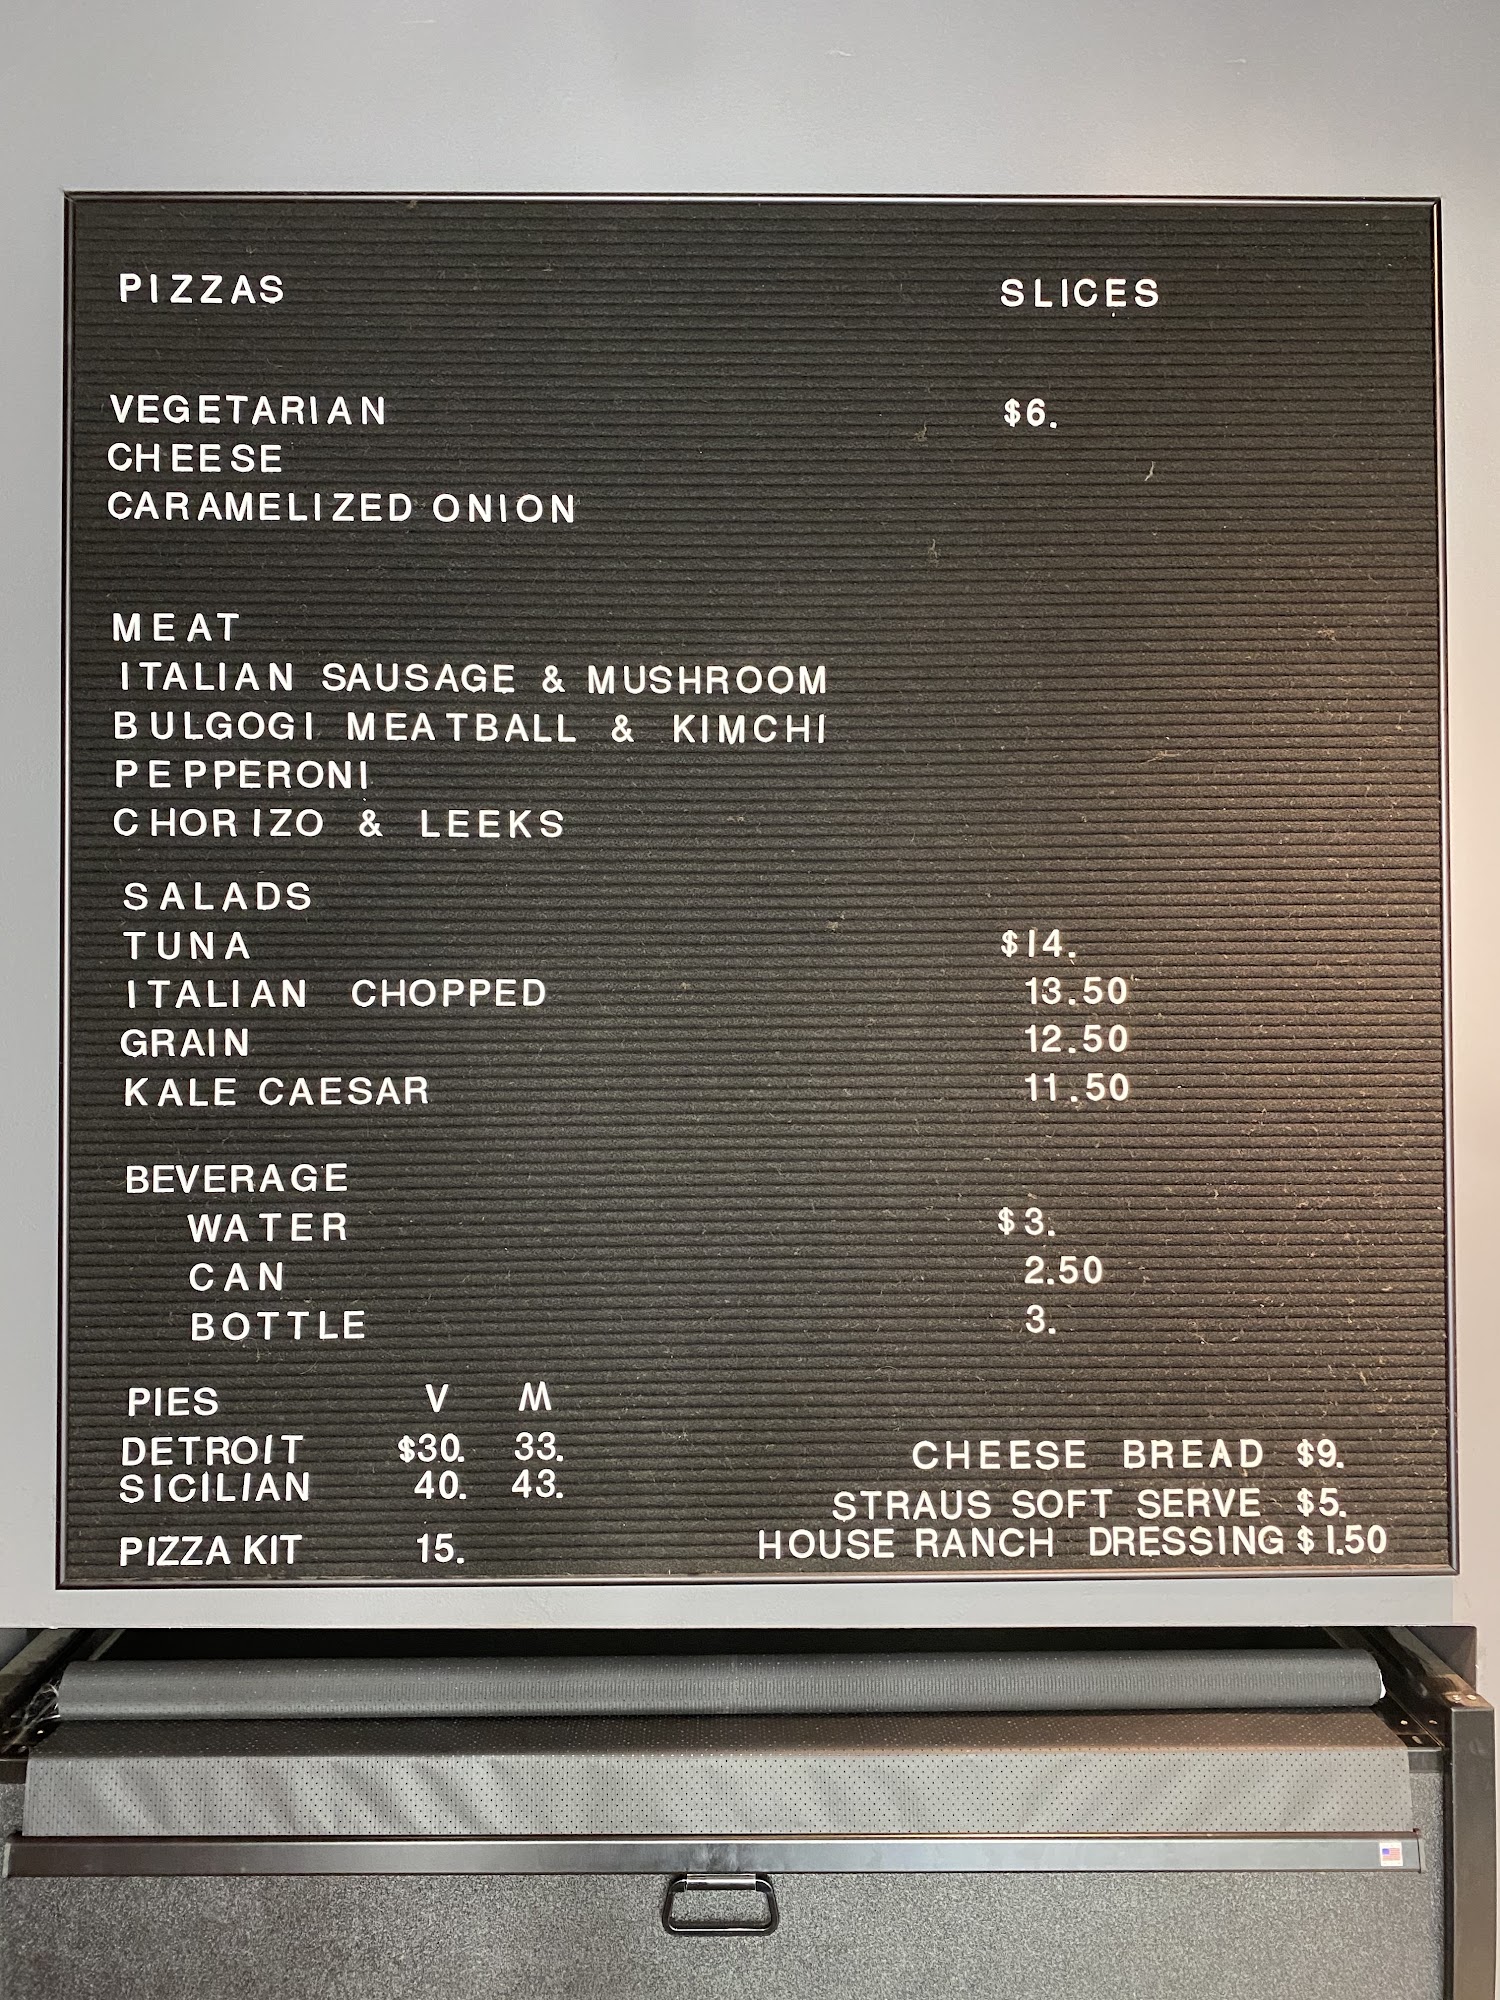 PIZZAS SLICES
VEGETARIAN $6.
CHEESE
CARAMELIZED ONION
MEAT
ITALIAN SAUSAGE & MUSHROOM
BULGOGI MEATBALL & KIMCHI
PEPPERONI
CHORIZO & LEEKS
SALADS
TUNA $14.
ITALIAN CHOPPED 13.50
GRAIN 12.50
KALE CAESAR 11.50
BEVERAGE
WATER $3.
CAN 2.50
BOTTLE 3.
PIES V M
DETROIT $30. 33.
SICILIAN 40. 43.
PIZZA KIT 15.
CHEESE BREAD $9.
STRAUS SOFT SERVE $5.
HOUSE RANCH DRESSING $1.50